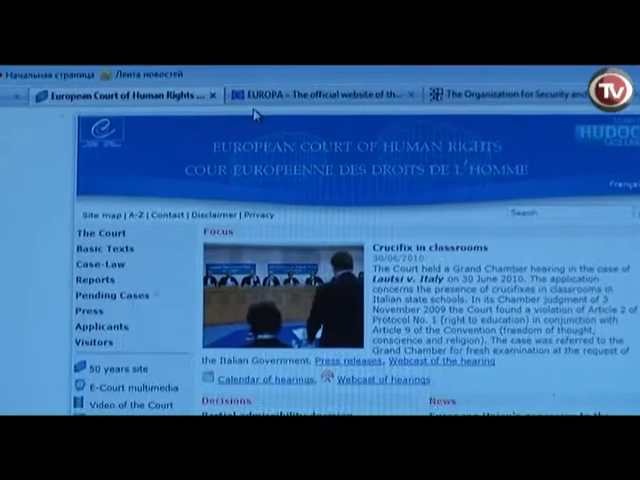 Начальная страница Лента новостей
European Court of Human Rights ... × EUROPA – The official website of th... × The Organization for Security and
TV
EUROPEAN COURT OF HUMAN RIGHTS
COUR EUROPÉENNE DES DROITS DE L'HOMME
HUDOC
Françai
Site map | A-Z | Contact | Disclaimer | Privacy
Search
The Court
Basic Texts
Case-Law
Reports
Pending Cases
Press
Applicants
Visitors
50 years site
E-Court multimedia
Video of the Court
Focus
Crucifix in classrooms
30/06/2010
The Court held a Grand Chamber hearing in the case of
Lautsi v. Italy on 30 June 2010. The application
concerns the presence of crucifixes in classrooms in
Italian state schools. In its Chamber judgment of 3
November 2009 the Court found a violation of Article 2 of
Protocol No. 1 (right to education) in conjunction with
Article 9 of the Convention (freedom of thought,
conscience and religion). The case was referred to the
Grand Chamber for fresh examination at the request of
the Italian Government. Press releases, Webcast of the hearing
Calendar of hearings, Webcast of hearings
Decisions
News